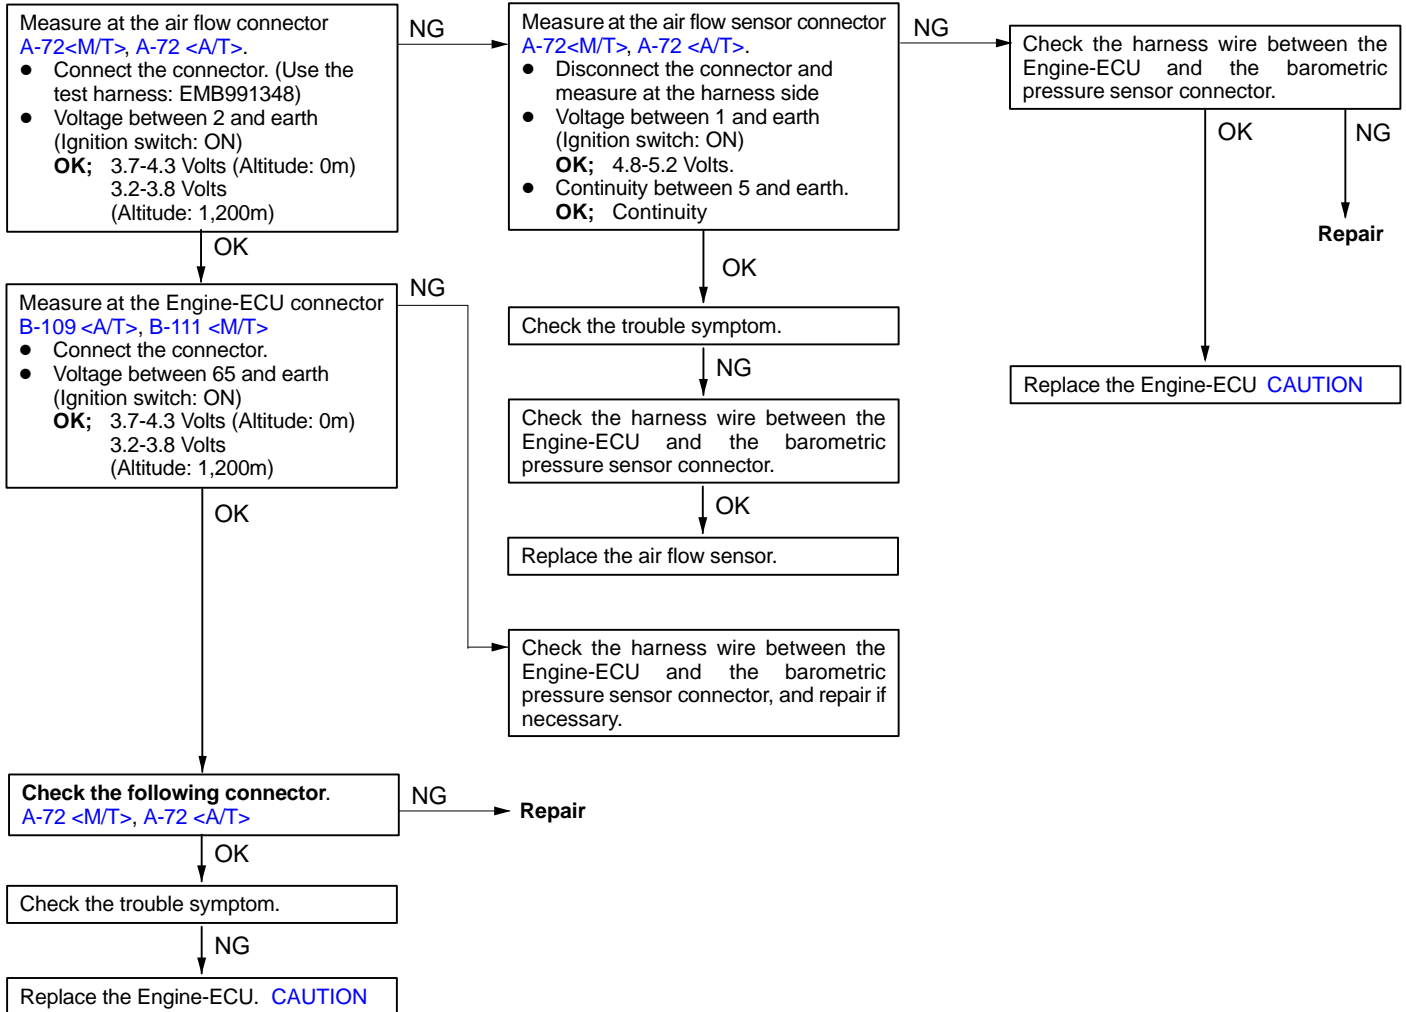 Measure at the air flow connector
A-72<M/T>, A-72 <A/T>.
● Connect the connector. (Use the
test harness: EMB991348)
● Voltage between 2 and earth
(Ignition switch: ON)
OK; 3.7-4.3 Volts (Altitude: 0m)
3.2-3.8 Volts
(Altitude: 1,200m)
NG
OK
Measure at the air flow sensor connector
A-72<M/T>, A-72 <A/T>.
● Disconnect the connector and
measure at the harness side
● Voltage between 1 and earth
(Ignition switch: ON)
OK; 4.8-5.2 Volts.
● Continuity between 5 and earth.
OK; Continuity
NG
OK
Check the harness wire between the
Engine-ECU and the barometric
pressure sensor connector.
OK
NG
Repair
Replace the Engine-ECU CAUTION
Check the trouble symptom.
NG
Check the harness wire between the
Engine-ECU and the barometric
pressure sensor connector.
OK
Replace the air flow sensor.
Measure at the Engine-ECU connector
B-109 <A/T>, B-111 <M/T>
● Connect the connector.
● Voltage between 65 and earth
(Ignition switch: ON)
OK; 3.7-4.3 Volts (Altitude: 0m)
3.2-3.8 Volts
(Altitude: 1,200m)
NG
OK
Check the harness wire between the
Engine-ECU and the barometric
pressure sensor connector, and repair if
necessary.
Check the following connector.
A-72 <M/T>, A-72 <A/T>
NG
Repair
OK
Check the trouble symptom.
NG
Replace the Engine-ECU. CAUTION